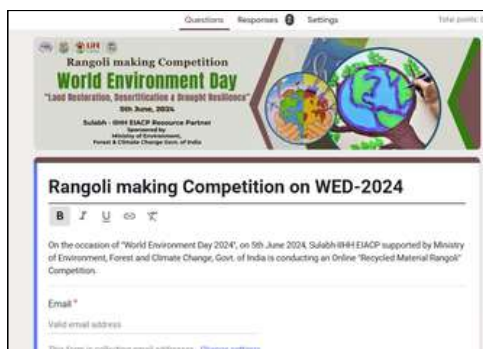 Questions Responses Settings
Total points:
Rangoli making Competition
World Environment Day
"Land Restoration, Desertification & Drought Resilience"
5th June, 2024
Sulabh - IIHH EIACP Resource Partner
Sponsored by
Ministry of Environment,
Forest & Climate Change Govt. of India
Rangoli making Competition on WED-2024
B I U
On the occasion of "World Environment Day 2024", on 5th June 2024, Sulabh-IIHH EIACP supported by Ministry
of Environment, Forest and Climate Change, Govt. of India is conducting an Online "Recycled Material Rangoli"
Competition.
Email *
Valid email address
This form is collecting email addresses. Change settings